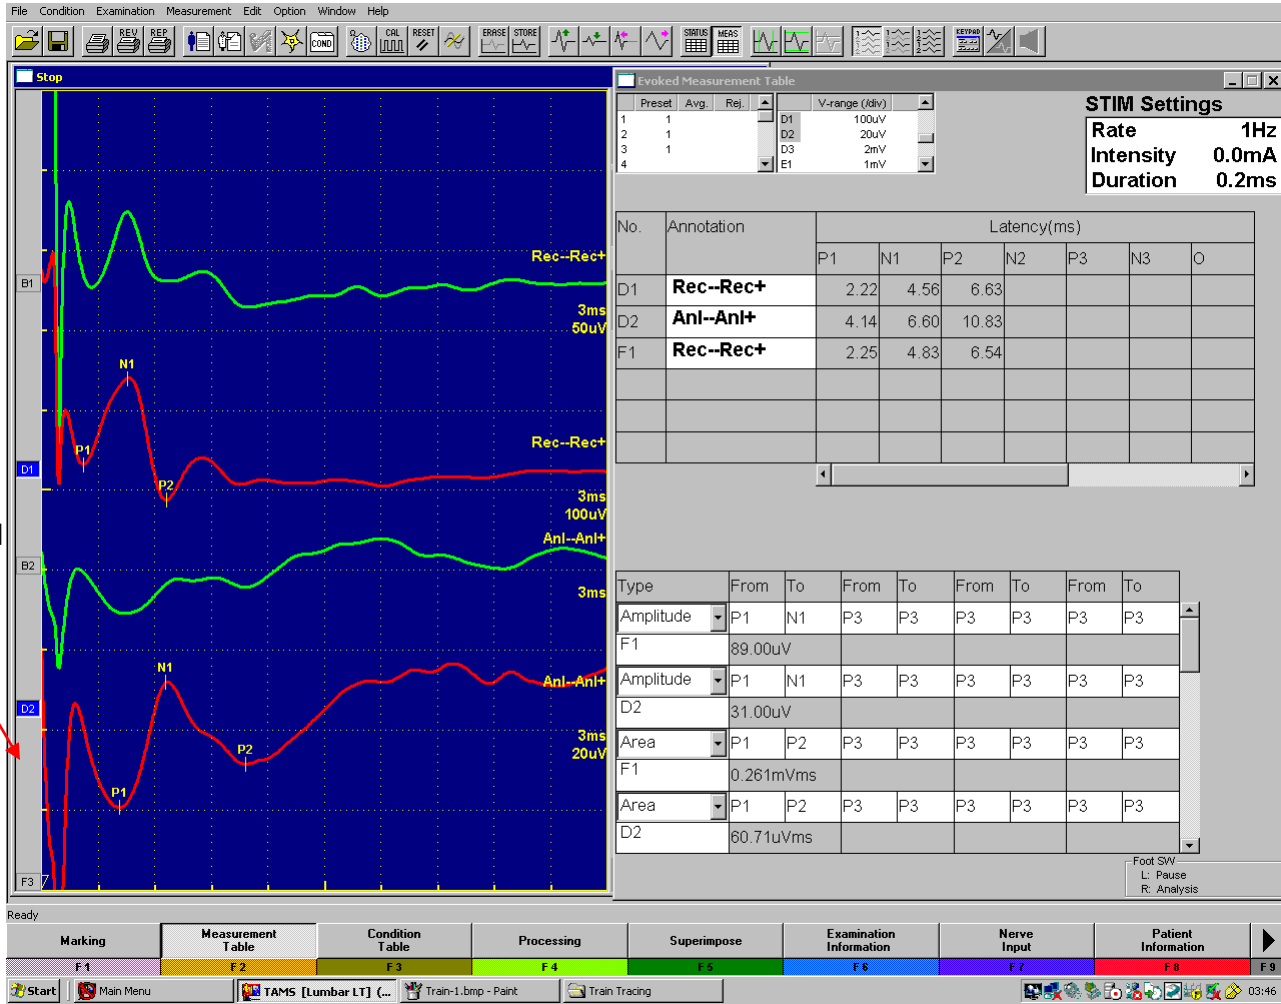 File Condition Examination Measurement Edit Option Window Help
REV REP COND CAL RESET ERASE STORE STATUS MEAS KEYPAD
Stop
B1
Rec--Rec+
3ms
50uV
N1
P1
Rec--Rec+
D1
P2
3ms
100uV
Anl--Anl+
B2
3ms
N1
Anl--Anl+
D2
3ms
P2
20uV
P1
F3
Evoked Measurement Table
Preset Avg. Rej.
1 1
2 1
3 1
4
V-range (/div)
D1 100uV
D2 20uV
D3 2mV
E1 1mV
STIM Settings
Rate 1Hz
Intensity 0.0mA
Duration 0.2ms
No. Annotation Latency(ms)
P1 N1 P2 N2 P3 N3 O
D1 Rec--Rec+ 2.22 4.56 6.63
D2 Anl--Anl+ 4.14 6.60 10.83
F1 Rec--Rec+ 2.25 4.83 6.54
Type From To From To From To From To
Amplitude P1 N1 P3 P3 P3 P3 P3 P3
F1 89.00uV
Amplitude P1 N1 P3 P3 P3 P3 P3 P3
D2 31.00uV
Area P1 P2 P3 P3 P3 P3 P3 P3
F1 0.261mVms
Area P1 P2 P3 P3 P3 P3 P3 P3
D2 60.71uVms
Foot SW
L: Pause
R: Analysis
Ready
Marking Measurement Table Condition Table Processing Superimpose Examination Information Nerve Input Patient Information
F 1 F 2 F 3 F 4 F 5 F 6 F 7 F 8 F 9
Start Main Menu TAMS [Lumbar LT] (... Train-1.bmp - Paint Train Tracing 03:46